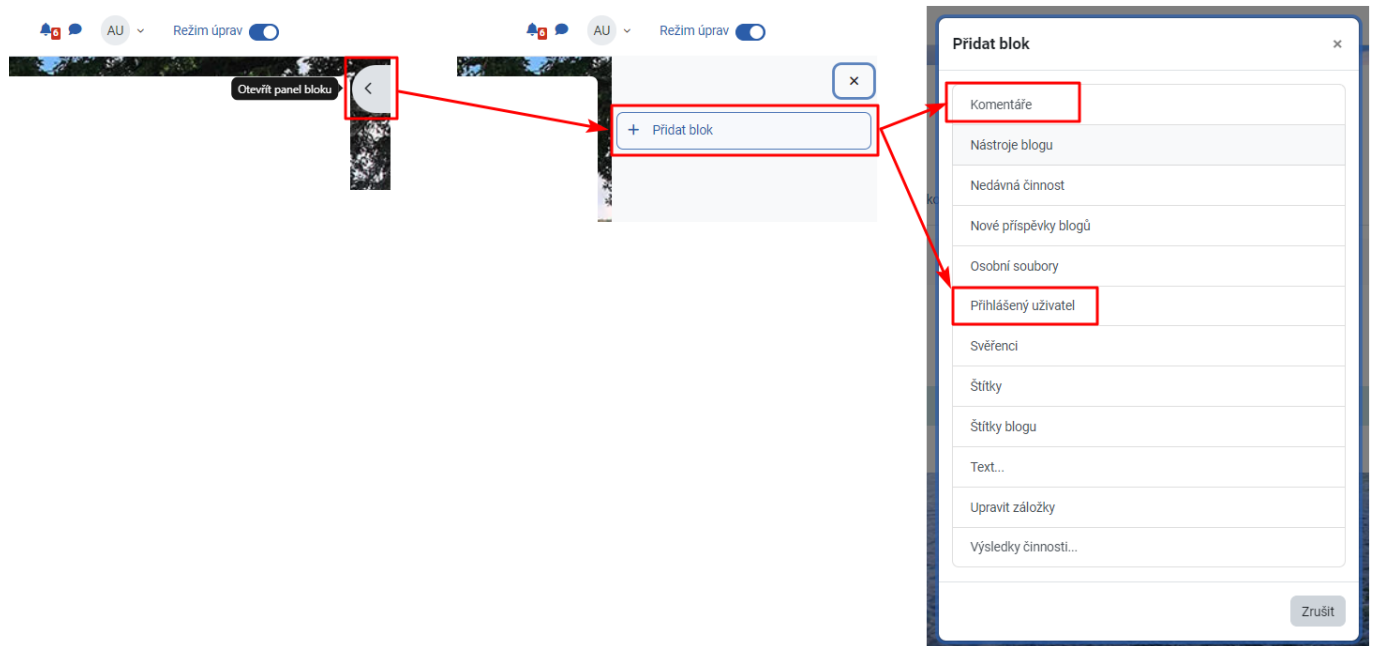 6 AU Režim úprav
Otevřít panel bloku
6 AU Režim úprav
+ Přidat blok
Přidat blok
Komentáře
Nástroje blogu
Nedávná činnost
Nové příspěvky blogů
Osobní soubory
Přihlášený uživatel
Svěřenci
Štítky
Štítky blogu
Text...
Upravit záložky
Výsledky činnosti...
Zrušit